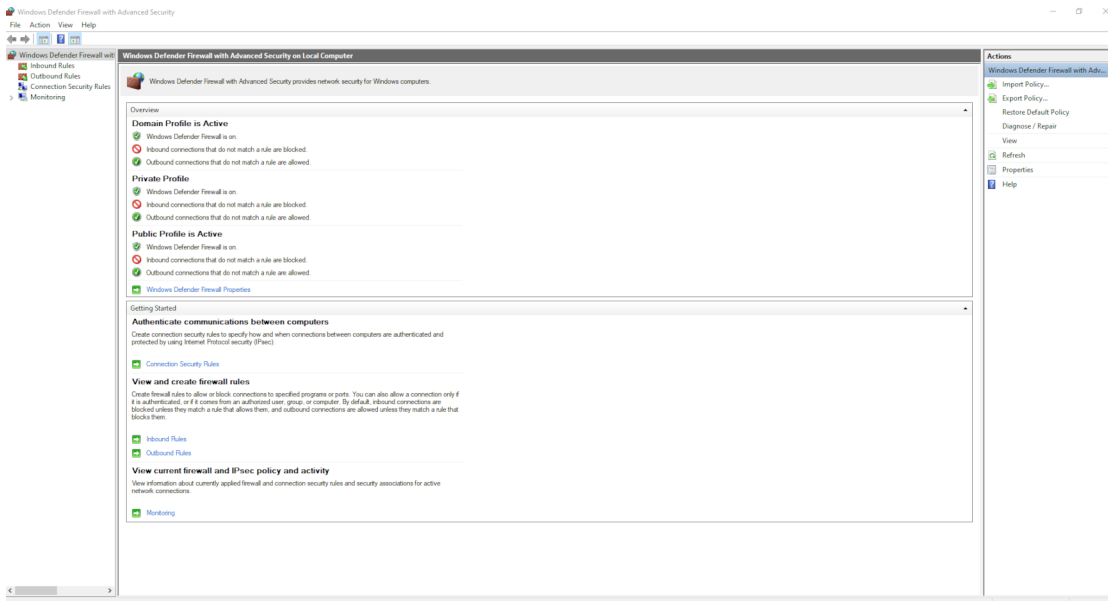 Windows Defender Firewall with Advanced Security
File Action View Help
Windows Defender Firewall wit
Inbound Rules
Outbound Rules
Connection Security Rules
Monitoring
Windows Defender Firewall with Advanced Security on Local Computer
Windows Defender Firewall with Advanced Security provides network security for Windows computers.
Overview
Domain Profile is Active
Windows Defender Firewall is on.
Inbound connections that do not match a rule are blocked.
Outbound connections that do not match a rule are allowed.
Private Profile
Windows Defender Firewall is on.
Inbound connections that do not match a rule are blocked.
Outbound connections that do not match a rule are allowed.
Public Profile is Active
Windows Defender Firewall is on.
Inbound connections that do not match a rule are blocked.
Outbound connections that do not match a rule are allowed.
Windows Defender Firewall Properties
Getting Started
Authenticate communications between computers
Create connection security rules to specify how and when connections between computers are authenticated and
protected by using Internet Protocol security (IPsec).
Connection Security Rules
View and create firewall rules
Create firewall rules to allow or block connections to specified programs or ports. You can also allow a connection only if
it is authenticated, or if it comes from an authorized user, group, or computer. By default, inbound connections are
blocked unless they match a rule that allows them, and outbound connections are allowed unless they match a rule that
blocks them.
Inbound Rules
Outbound Rules
View current firewall and IPsec policy and activity
View information about currently applied firewall and connection security rules and security associations for active
network connections.
Monitoring
Actions
Windows Defender Firewall with Adv...
Import Policy...
Export Policy...
Restore Default Policy
Diagnose / Repair
View
Refresh
Properties
Help